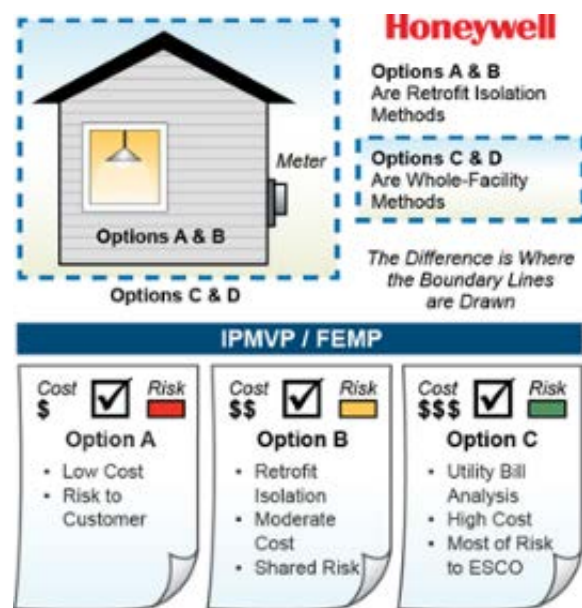 Honeywell
Options A & B
Are Retrofit Isolation
Methods
Options C & D
Are Whole-Facility
Methods
The Difference is Where
the Boundary Lines
are Drawn
Meter
Options A & B
Options C & D
IPMVP / FEMP
Cost
$
Risk
Option A
• Low Cost
• Risk to
Customer
Cost
$$
Risk
Option B
• Retrofit
Isolation
• Moderate
Cost
• Shared Risk
Cost
$$$
Risk
Option C
• Utility Bill
Analysis
• High Cost
• Most of Risk
to ESCO